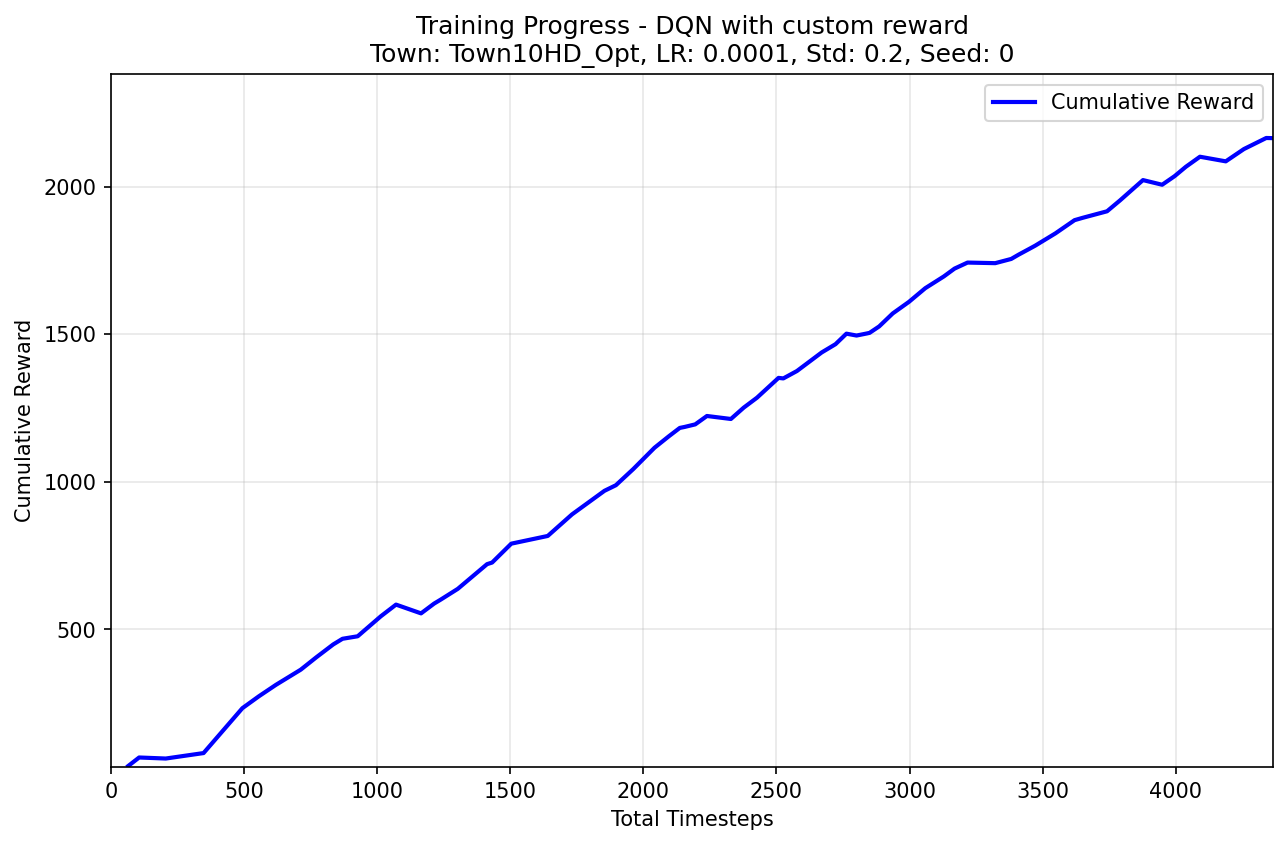 Training Progress - DQN with custom reward
Town: Town10HD_Opt, LR: 0.0001, Std: 0.2, Seed: 0
Cumulative Reward
2000
1500
1000
500
Cumulative Reward
0 500 1000 1500 2000 2500 3000 3500 4000
Total Timesteps